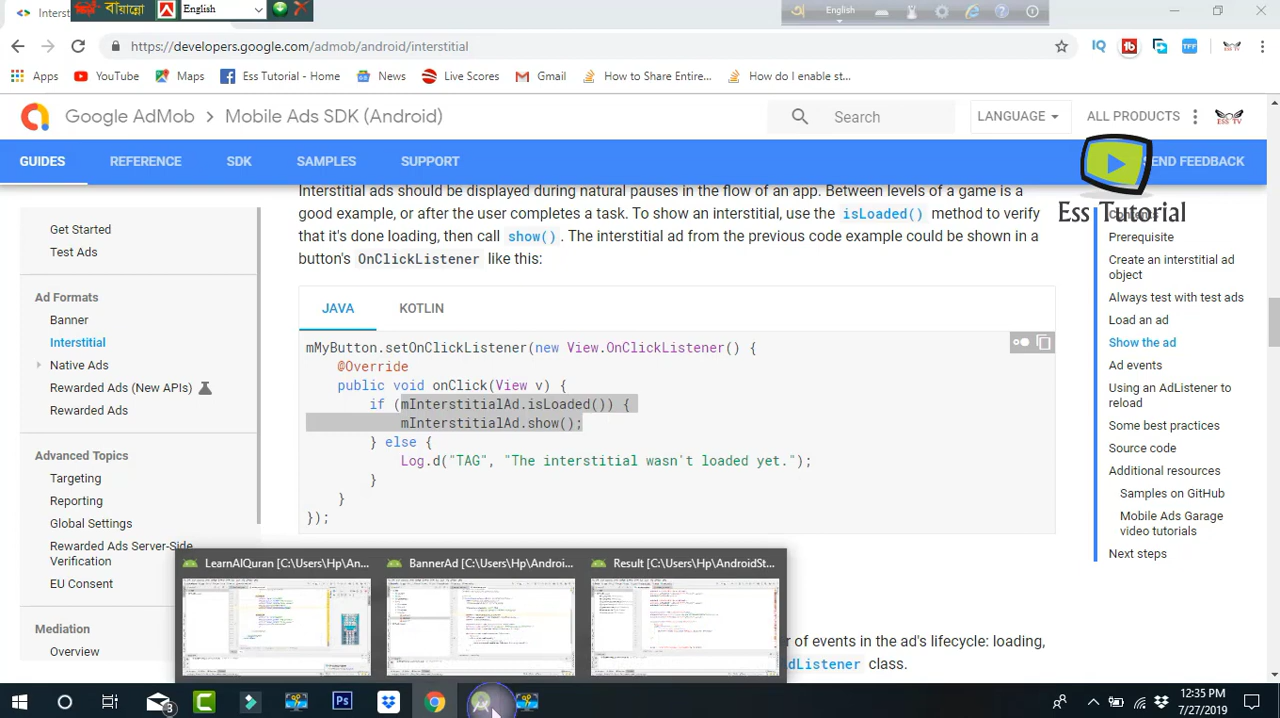 Interst
বাঁয়ান্নো
English
English
https://developers.google.com/admob/android/interstitial
Apps
YouTube
Maps
Ess Tutorial - Home
News
Live Scores
Gmail
How to Share Entire...
How do I enable st...
Google AdMob > Mobile Ads SDK (Android)
Search
LANGUAGE
ALL PRODUCTS
ESS TV
GUIDES
REFERENCE
SDK
SAMPLES
SUPPORT
SEND FEEDBACK
Ess Tutorial
Get Started
Test Ads
Ad Formats
Banner
Interstitial
Native Ads
Rewarded Ads (New APIs)
Rewarded Ads
Advanced Topics
Targeting
Reporting
Global Settings
Rewarded Ads Server-Side
Verification
EU Consent
Mediation
Overview
Interstitial ads should be displayed during natural pauses in the flow of an app. Between levels of a game is a
good example, or after the user completes a task. To show an interstitial, use the isLoaded() method to verify
that it's done loading, then call show() . The interstitial ad from the previous code example could be shown in a
button's OnClickListener like this:
JAVA
KOTLIN
mMyButton.setOnClickListener(new View.OnClickListener() {
@Override
public void onClick(View v) {
if (mInterstitialAd.isLoaded()) {
mInterstitialAd.show();
} else {
Log.d("TAG", "The interstitial wasn't loaded yet.");
}
}
});
r of events in the ad's lifecycle: loading,
dListener class.
Contents
Prerequisite
Create an interstitial ad
object
Always test with test ads
Load an ad
Show the ad
Ad events
Using an AdListener to
reload
Some best practices
Source code
Additional resources
Samples on GitHub
Mobile Ads Garage
video tutorials
Next steps
LearnAlQuran [C:\Users\Hp\An...
BannerAd [C:\Users\Hp\Androi...
Result [C:\Users\Hp\AndroidSt...
3
12:35 PM
7/27/2019